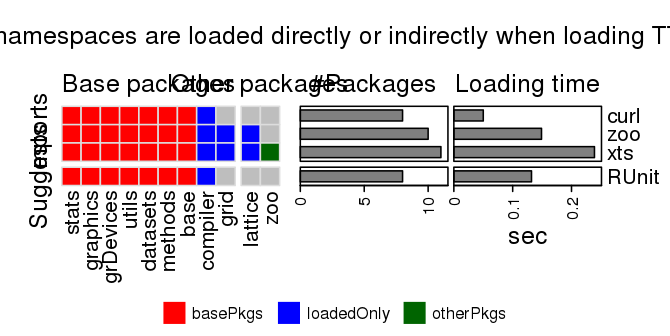 namespaces are loaded directly or indirectly when loading T
Base packages
Other packages
#Packages
Loading time
Imports
Suggests
curl
zoo
xts
RUnit
stats
graphics
grDevices
utils
datasets
methods
base
compiler
grid
lattice
zoo
0
5
10
0
0.1
0.2
sec
basePkgs
loadedOnly
otherPkgs